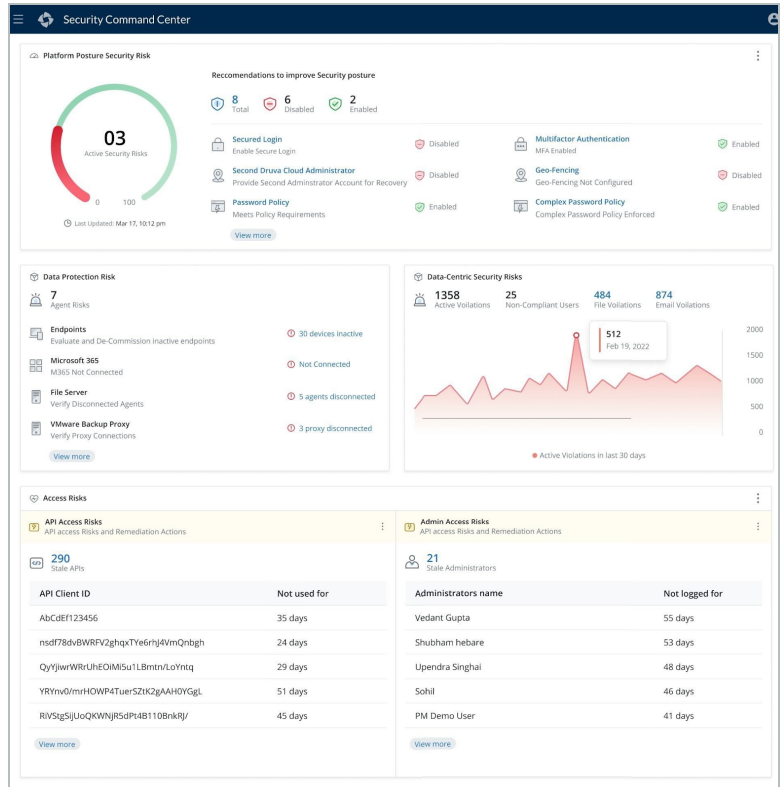 Security Command Center
Platform Posture Security Risk
03
Active Security Risks
0 100
Last Updated: Mar 17, 10:12 pm
Reccomendations to improve Security posture
8 6 2
Total Disabled Enabled
Secured Login
Enable Secure Login
Disabled
Multifactor Authentication
MFA Enabled
Enabled
Second Druva Cloud Administrator
Provide Second Adminstrator Account for Recovery
Disabled
Geo-Fencing
Geo-Fencing Not Configured
Disabled
Password Policy
Meets Policy Requirements
Enabled
Complex Password Policy
Complex Password Policy Enforced
Enabled
View more
Data Protection Risk
7
Agent Risks
Endpoints
Evaluate and De-Commission inactive endpoints
30 devices inactive
Microsoft 365
M365 Not Connected
Not Connected
File Server
Verify Disconnected Agents
5 agents disconnected
VMware Backup Proxy
Verify Proxy Connections
3 proxy disconnected
View more
Data-Centric Security Risks
1358 25 484 874
Active Voilations Non-Compliant Users File Voilations Email Voilations
512
Feb 19, 2022
2000
1500
1000
500
0
Active Violations in last 30 days
Access Risks
API Access Risks
API access Risks and Remediation Actions
290
Stale APIs
API Client ID Not used for
AbCdEf123456 35 days
nsdf78dvBWRFV2ghqxTYe6rhJ4VmQnbgh 24 days
QyYjiwrWRrUhEOiMi5u1LBmtn/LoYntq 29 days
YRYnv0/mrHOWP4TuerSZtK2gAAH0YGgL 51 days
RiVStgSijUoQKWNjR5dPt4B110BnkRJ/ 45 days
View more
Admin Access Risks
API access Risks and Remediation Actions
21
Stale Administrators
Administrators name Not logged for
Vedant Gupta 55 days
Shubham hebare 53 days
Upendra Singhai 48 days
Sohil 46 days
PM Demo User 41 days
View more